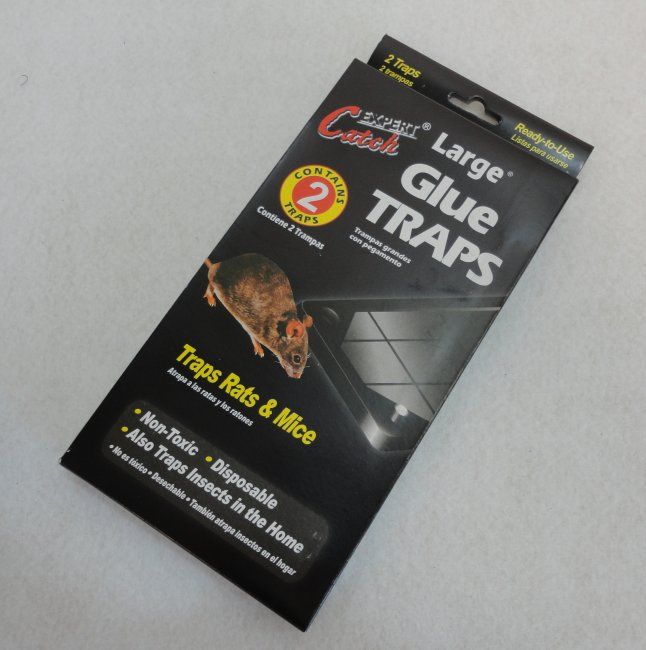 2 Traps
2 trampas
Ready-to-Use
Listas para usarse
EXPERT
Catch®
Large®
Glue
TRAPS
Trampas grandes
con pegamento
CONTAINS
2
TRAPS
Contiene 2 Trampas
Traps Rats & Mice
Atrapa a las ratas y los ratones
• Non-Toxic • Disposable
• Also Traps Insects in the Home
• No es tóxico • Desechable • También atrapa insectos en el hogar